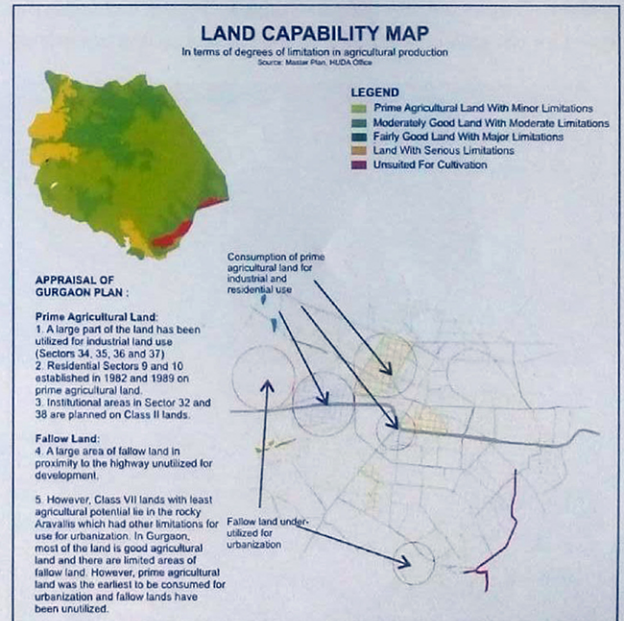 LAND CAPABILITY MAP
In terms of degrees of limitation in agricultural production
Source: Master Plan, HUDA Office
LEGEND
Prime Agricultural Land With Minor Limitations
Moderately Good Land With Moderate Limitations
Fairly Good Land With Major Limitations
Land With Serious Limitations
Unsuited For Cultivation
Consumption of prime
agricultural land for
industrial and
residential use
APPRAISAL OF
GURGAON PLAN :
Prime Agricultural Land:
1. A large part of the land has been
utilized for industrial land use
(Sectors 34, 35, 36 and 37)
2. Residential Sectors 9 and 10
established in 1982 and 1989 on
prime agricultural land.
3. Institutional areas in Sector 32 and
38 are planned on Class II lands.
Fallow Land:
4. A large area of fallow land in
proximity to the highway unutilized for
development.
5. However, Class VII lands with least
agricultural potential lie in the rocky
Aravallis which had other limitations for
use for urbanization. In Gurgaon,
most of the land is good agricultural
land and there are limited areas of
fallow land. However, prime agricultural
land was the earliest to be consumed for
urbanization and fallow lands have
been unutilized.
Fallow land under-
utilized for
urbanization